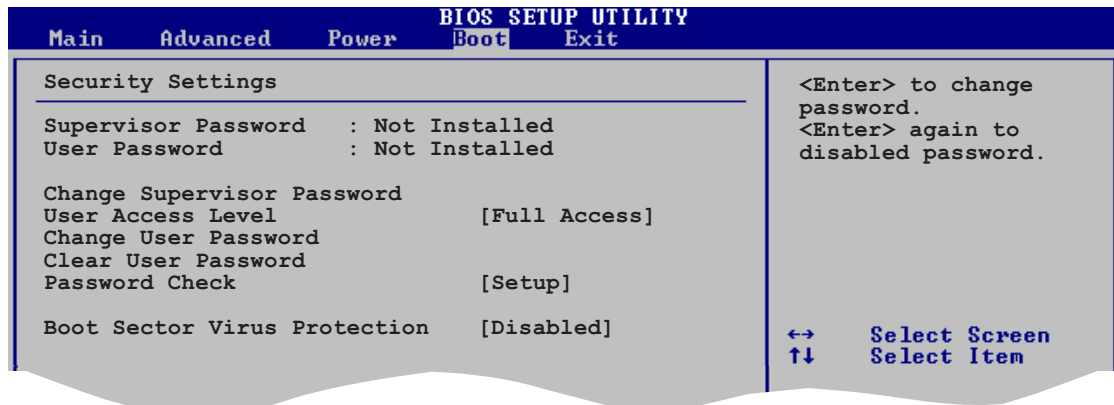 BIOS SETUP UTILITY
Main Advanced Power Boot Exit
Security Settings
Supervisor Password : Not Installed
User Password : Not Installed
Change Supervisor Password
User Access Level [Full Access]
Change User Password
Clear User Password
Password Check [Setup]
Boot Sector Virus Protection [Disabled]
<Enter> to change
password.
<Enter> again to
disabled password.
←→ Select Screen
↑↓ Select Item